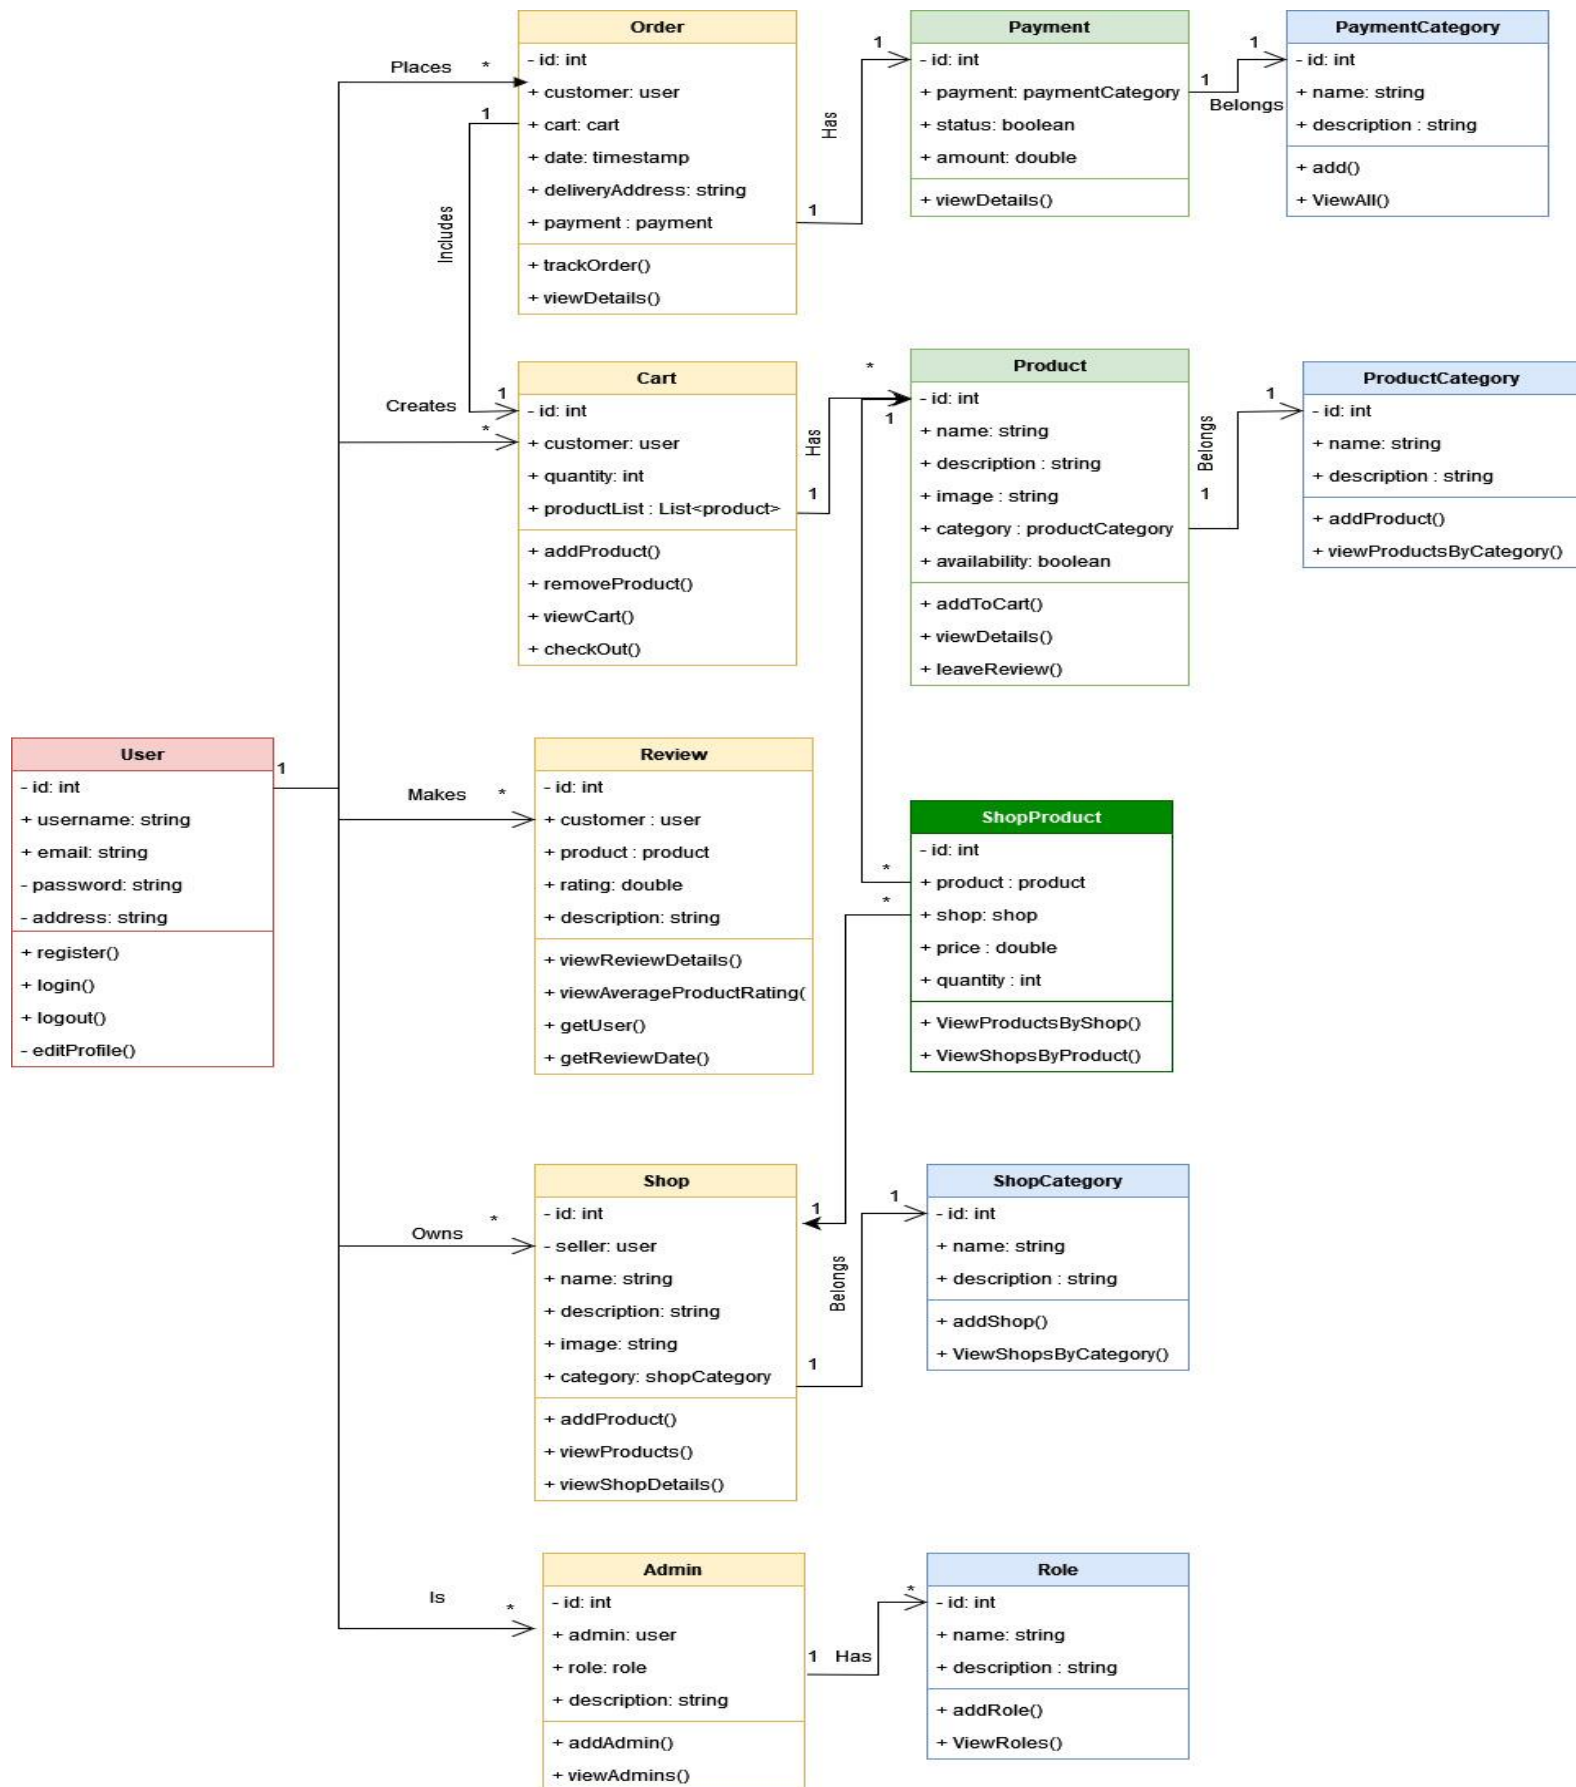 Order
- id: int
+ customer: user
+ cart: cart
+ date: timestamp
+ deliveryAddress: string
+ payment : payment
+ trackOrder()
+ viewDetails()
Places
*
1
Includes
1
Has
1
Payment
- id: int
+ payment: paymentCategory
+ status: boolean
+ amount: double
+ viewDetails()
1
Belongs
1
PaymentCategory
- id: int
+ name: string
+ description : string
+ add()
+ ViewAll()
Creates
1
*
Cart
- id: int
+ customer: user
+ quantity: int
+ productList : List<product>
+ addProduct()
+ removeProduct()
+ viewCart()
+ checkOut()
Has
1
*
1
Product
- id: int
+ name: string
+ description : string
+ image : string
+ category : productCategory
+ availability: boolean
+ addToCart()
+ viewDetails()
+ leaveReview()
Belongs
1
1
ProductCategory
- id: int
+ name: string
+ description : string
+ addProduct()
+ viewProductsByCategory()
User
- id: int
+ username: string
+ email: string
- password: string
- address: string
+ register()
+ login()
+ logout()
- editProfile()
1
Makes
*
Review
- id: int
+ customer : user
+ product : product
+ rating: double
+ description: string
+ viewReviewDetails()
+ viewAverageProductRating(
+ getUser()
+ getReviewDate()
ShopProduct
- id: int
+ product : product
+ shop: shop
+ price : double
+ quantity : int
+ ViewProductsByShop()
+ ViewShopsByProduct()
*
*
Owns
*
Shop
- id: int
- seller: user
+ name: string
+ description: string
+ image: string
+ category: shopCategory
+ addProduct()
+ viewProducts()
+ viewShopDetails()
1
Belongs
1
1
ShopCategory
- id: int
+ name: string
+ description : string
+ addShop()
+ ViewShopsByCategory()
Is
*
Admin
- id: int
+ admin: user
+ role: role
+ description: string
+ addAdmin()
+ viewAdmins()
1 Has
*
Role
- id: int
+ name: string
+ description : string
+ addRole()
+ ViewRoles()